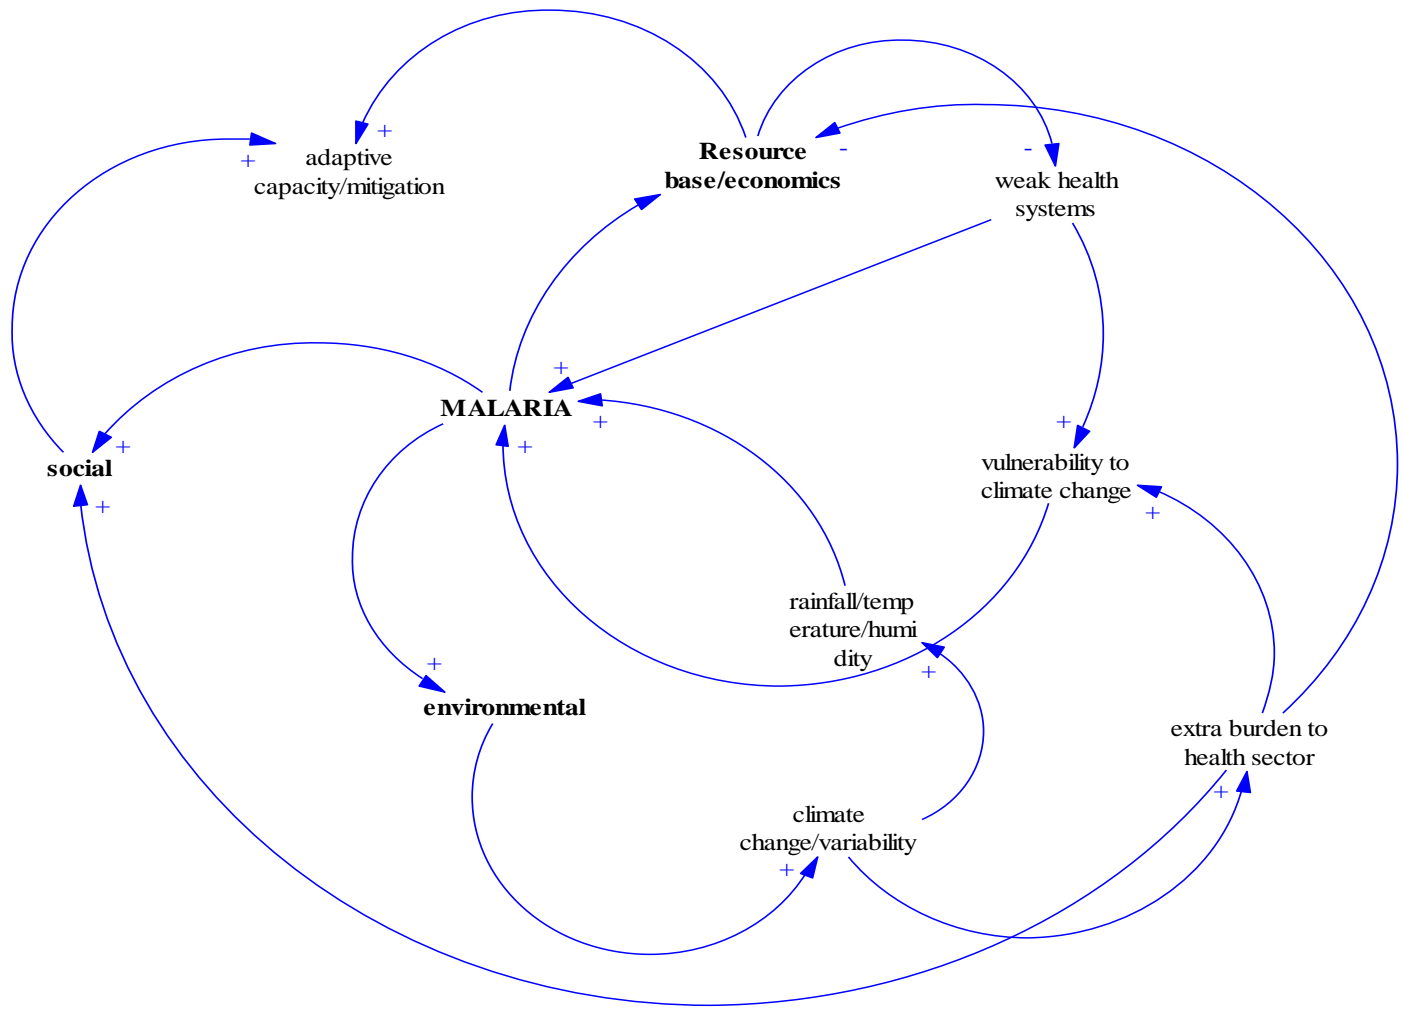 +
adaptive
capacity/mitigation
+
Resource
base/economics
-
-
weak health
systems
+
MALARIA
+
+
+
social
+
+
vulnerability to
climate change
+
rainfall/temp
erature/humi
dity
+
+
environmental
extra burden to
health sector
+
climate
change/variability
+